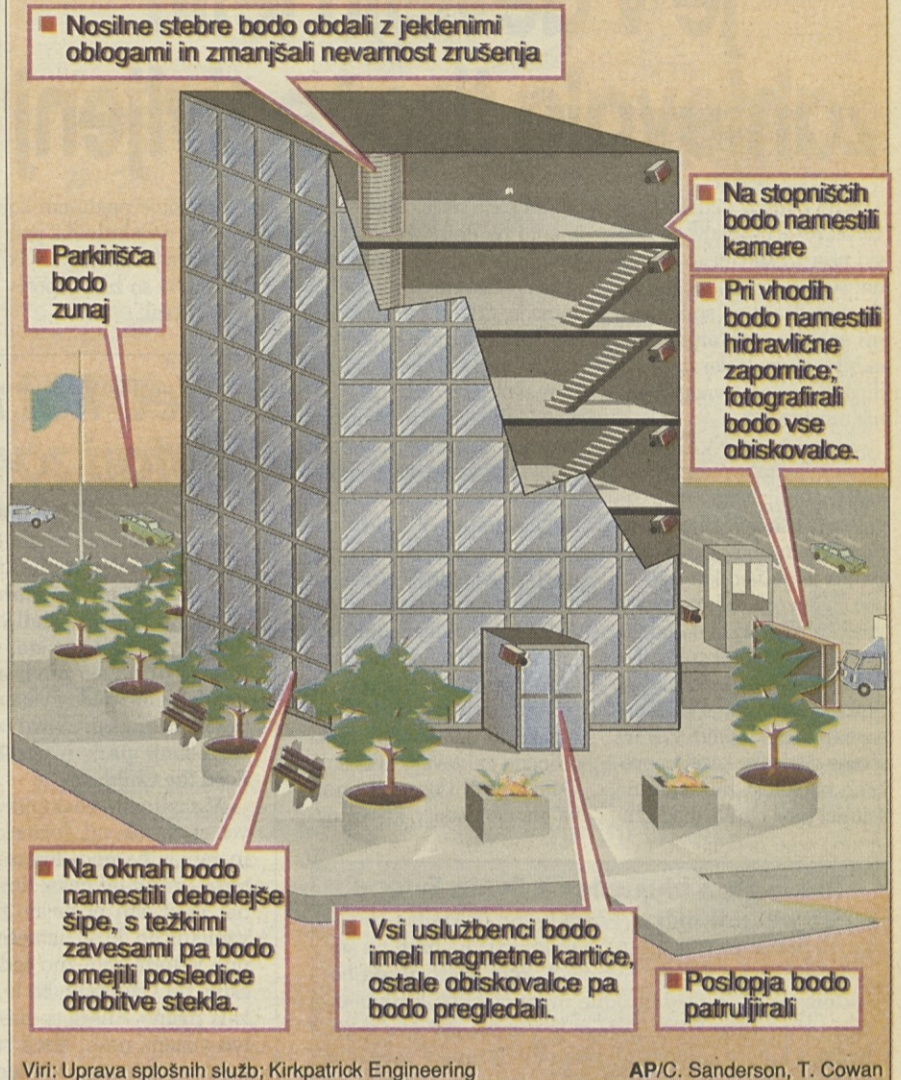 Nosilne stebre bodo obdali z jeklenimi
oblogami in zmanjšali nevarnost zrušenja
Na stopniščih
bodo namestili
kamere
Parkirišča
bodo
zunaj
Pri vhodih
bodo namestili
hidravlične
zapornice;
fotografirali
bodo vse
obiskovalce.
Na oknah bodo
namestili debelejše
šipe, s težkimi
zavesami pa bodo
omejili posledice
drobitve stekla.
Vsi uslužbenci bodo
imeli magnetne kartice,
ostale obiskovalce pa
bodo pregledali.
Poslopja bodo
patruljirali
Viri: Uprava splošnih služb; Kirkpatrick Engineering
AP/C. Sanderson, T. Cowan